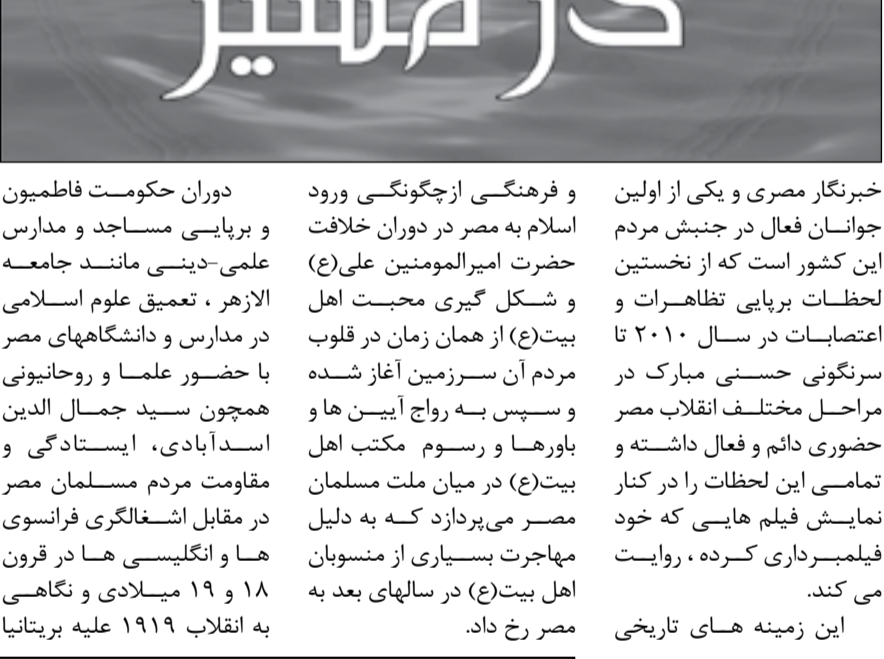 در مسیر
خبرنگار مصری و یکی از اولین
جوانان فعال در جنبش مردم
این کشور است که از نخستین
لحظات برپایی تظاهرات و
اعتصابات در سال ۲۰۱۰ تا
سرنگونی حسنی مبارک در
مراحل مختلف انقلاب مصر
حضوری دائم و فعال داشته و
تمامی این لحظات را در کنار
نمایش فیلم هایی که خود
فیلمبرداری کرده ، روایت
می کند.
این زمینه های تاریخی
و فرهنگی ازچگونگی ورود
اسلام به مصر در دوران خلافت
حضرت امیرالمومنین علی(ع)
و شکل گیری محبت اهل
بیت(ع) از همان زمان در قلوب
مردم آن سرزمین آغاز شده
و سپس به رواج آیین ها و
باورها و رسوم مکتب اهل
بیت(ع) در میان ملت مسلمان
مصر می‌پردازد که به دلیل
مهاجرت بسیاری از منسوبان
اهل بیت(ع) در سالهای بعد به
مصر رخ داد.
دوران حکومت فاطمیون
و برپایی مساجد و مدارس
علمی-دینی مانند جامعه
الازهر ، تعمیق علوم اسلامی
در مدارس و دانشگاههای مصر
با حضور علما و روحانیونی
همچون سید جمال الدین
اسدآبادی، ایستادگی و
مقاومت مردم مسلمان مصر
در مقابل اشغالگری فرانسوی
ها و انگلیسی ها در قرون
۱۸ و ۱۹ میلادی و نگاهی
به انقلاب ۱۹۱۹ علیه بریتانیا